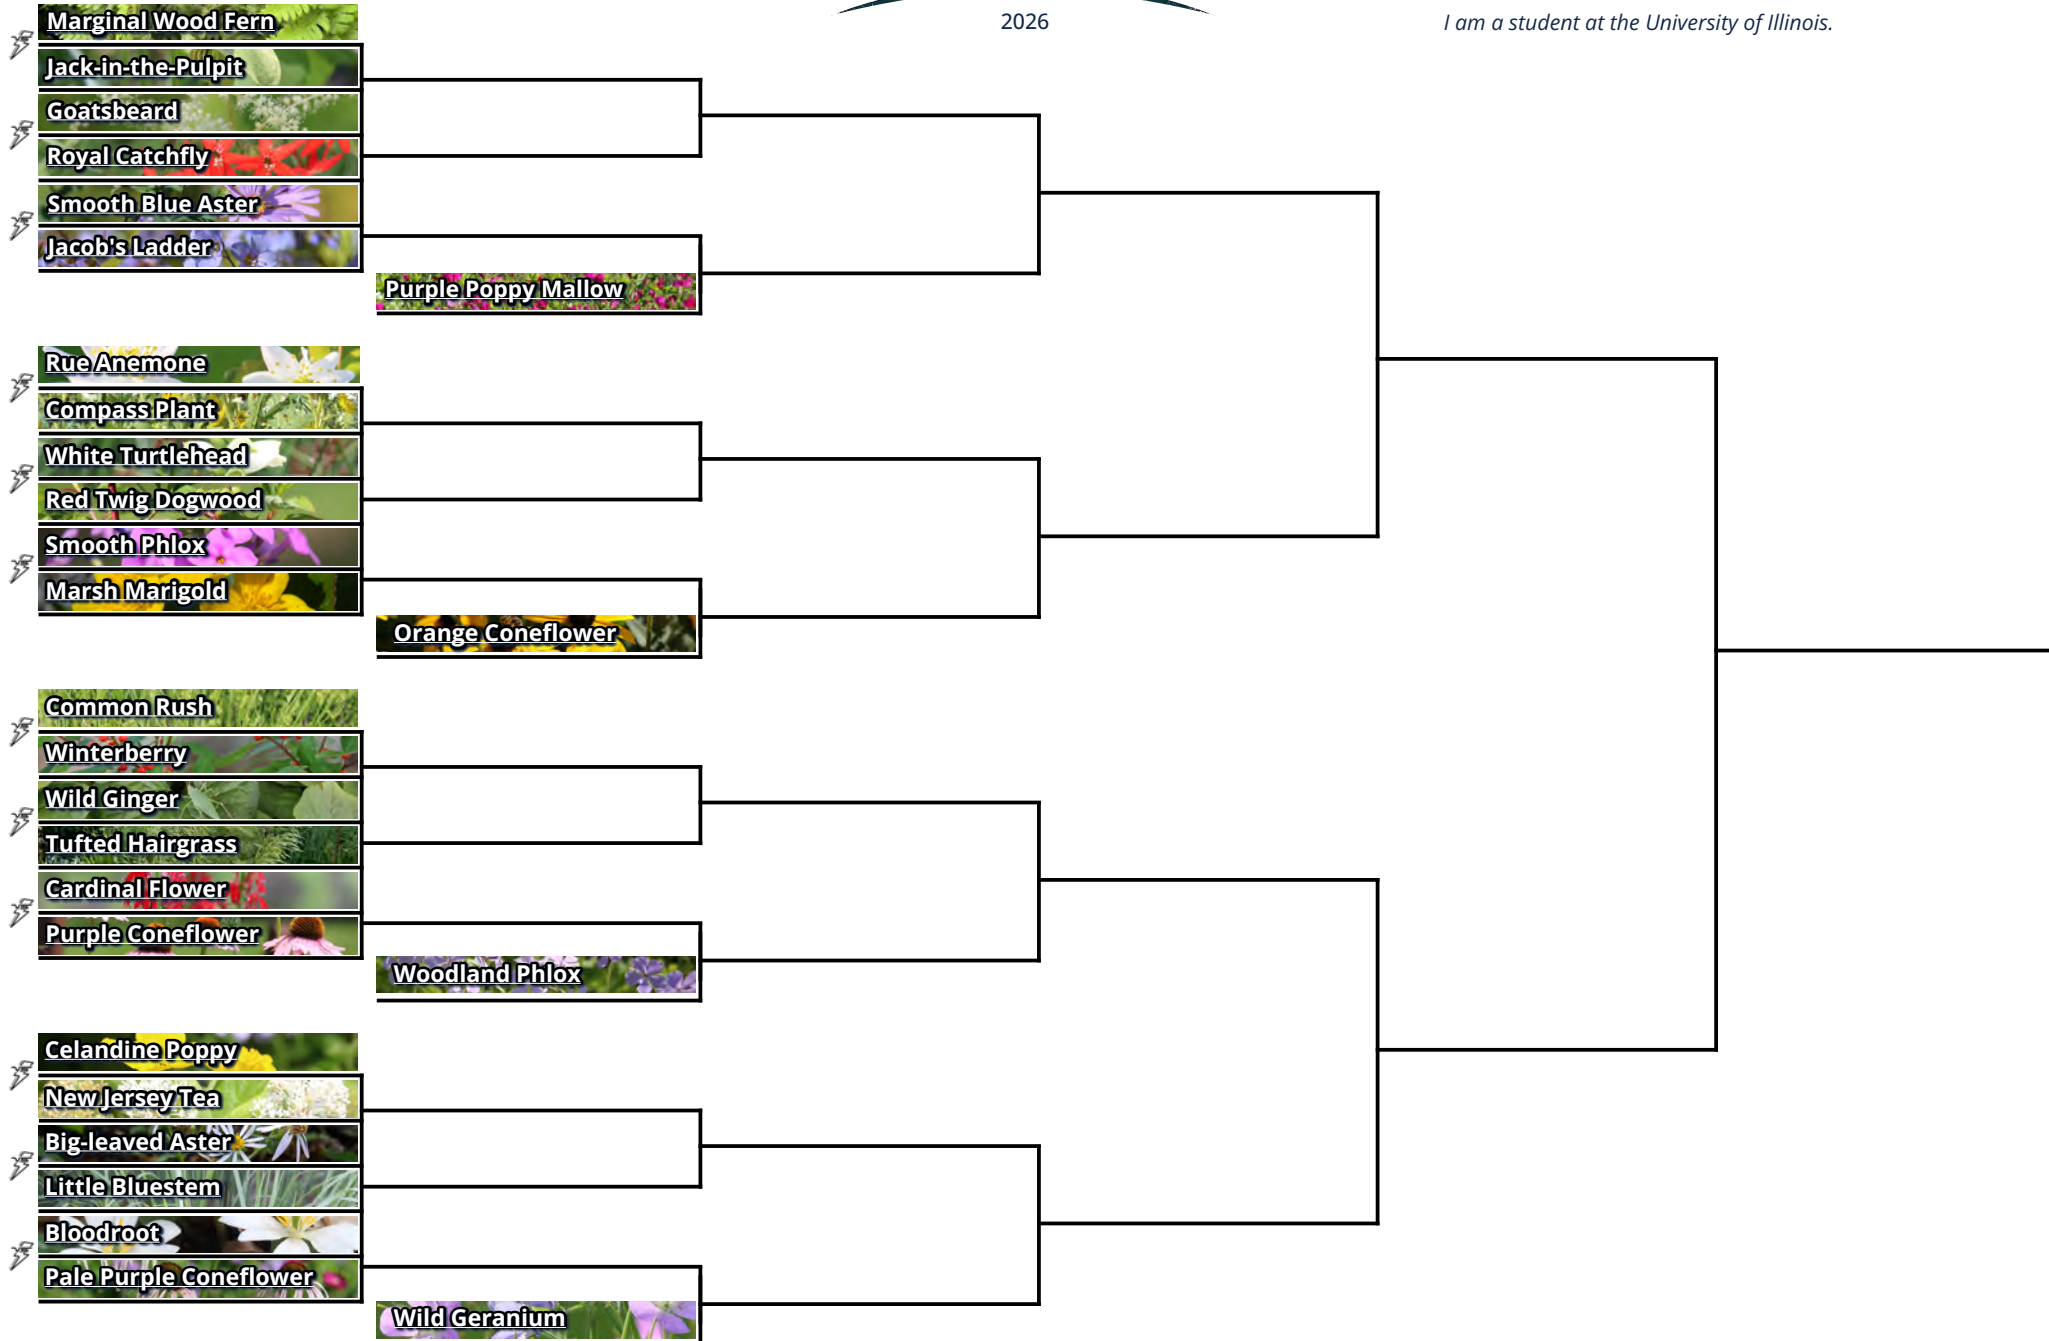 2026
I am a student at the University of Illinois.
Marginal Wood Fern
Jack-in-the-Pulpit
Goatsbeard
Royal Catchfly
Smooth Blue Aster
Jacob's Ladder
Purple Poppy Mallow
Rue Anemone
Compass Plant
White Turtlehead
Red Twig Dogwood
Smooth Phlox
Marsh Marigold
Orange Coneflower
Common Rush
Winterberry
Wild Ginger
Tufted Hairgrass
Cardinal Flower
Purple Coneflower
Woodland Phlox
Celandine Poppy
New Jersey Tea
Big-leaved Aster
Little Bluestem
Bloodroot
Pale Purple Coneflower
Wild Geranium